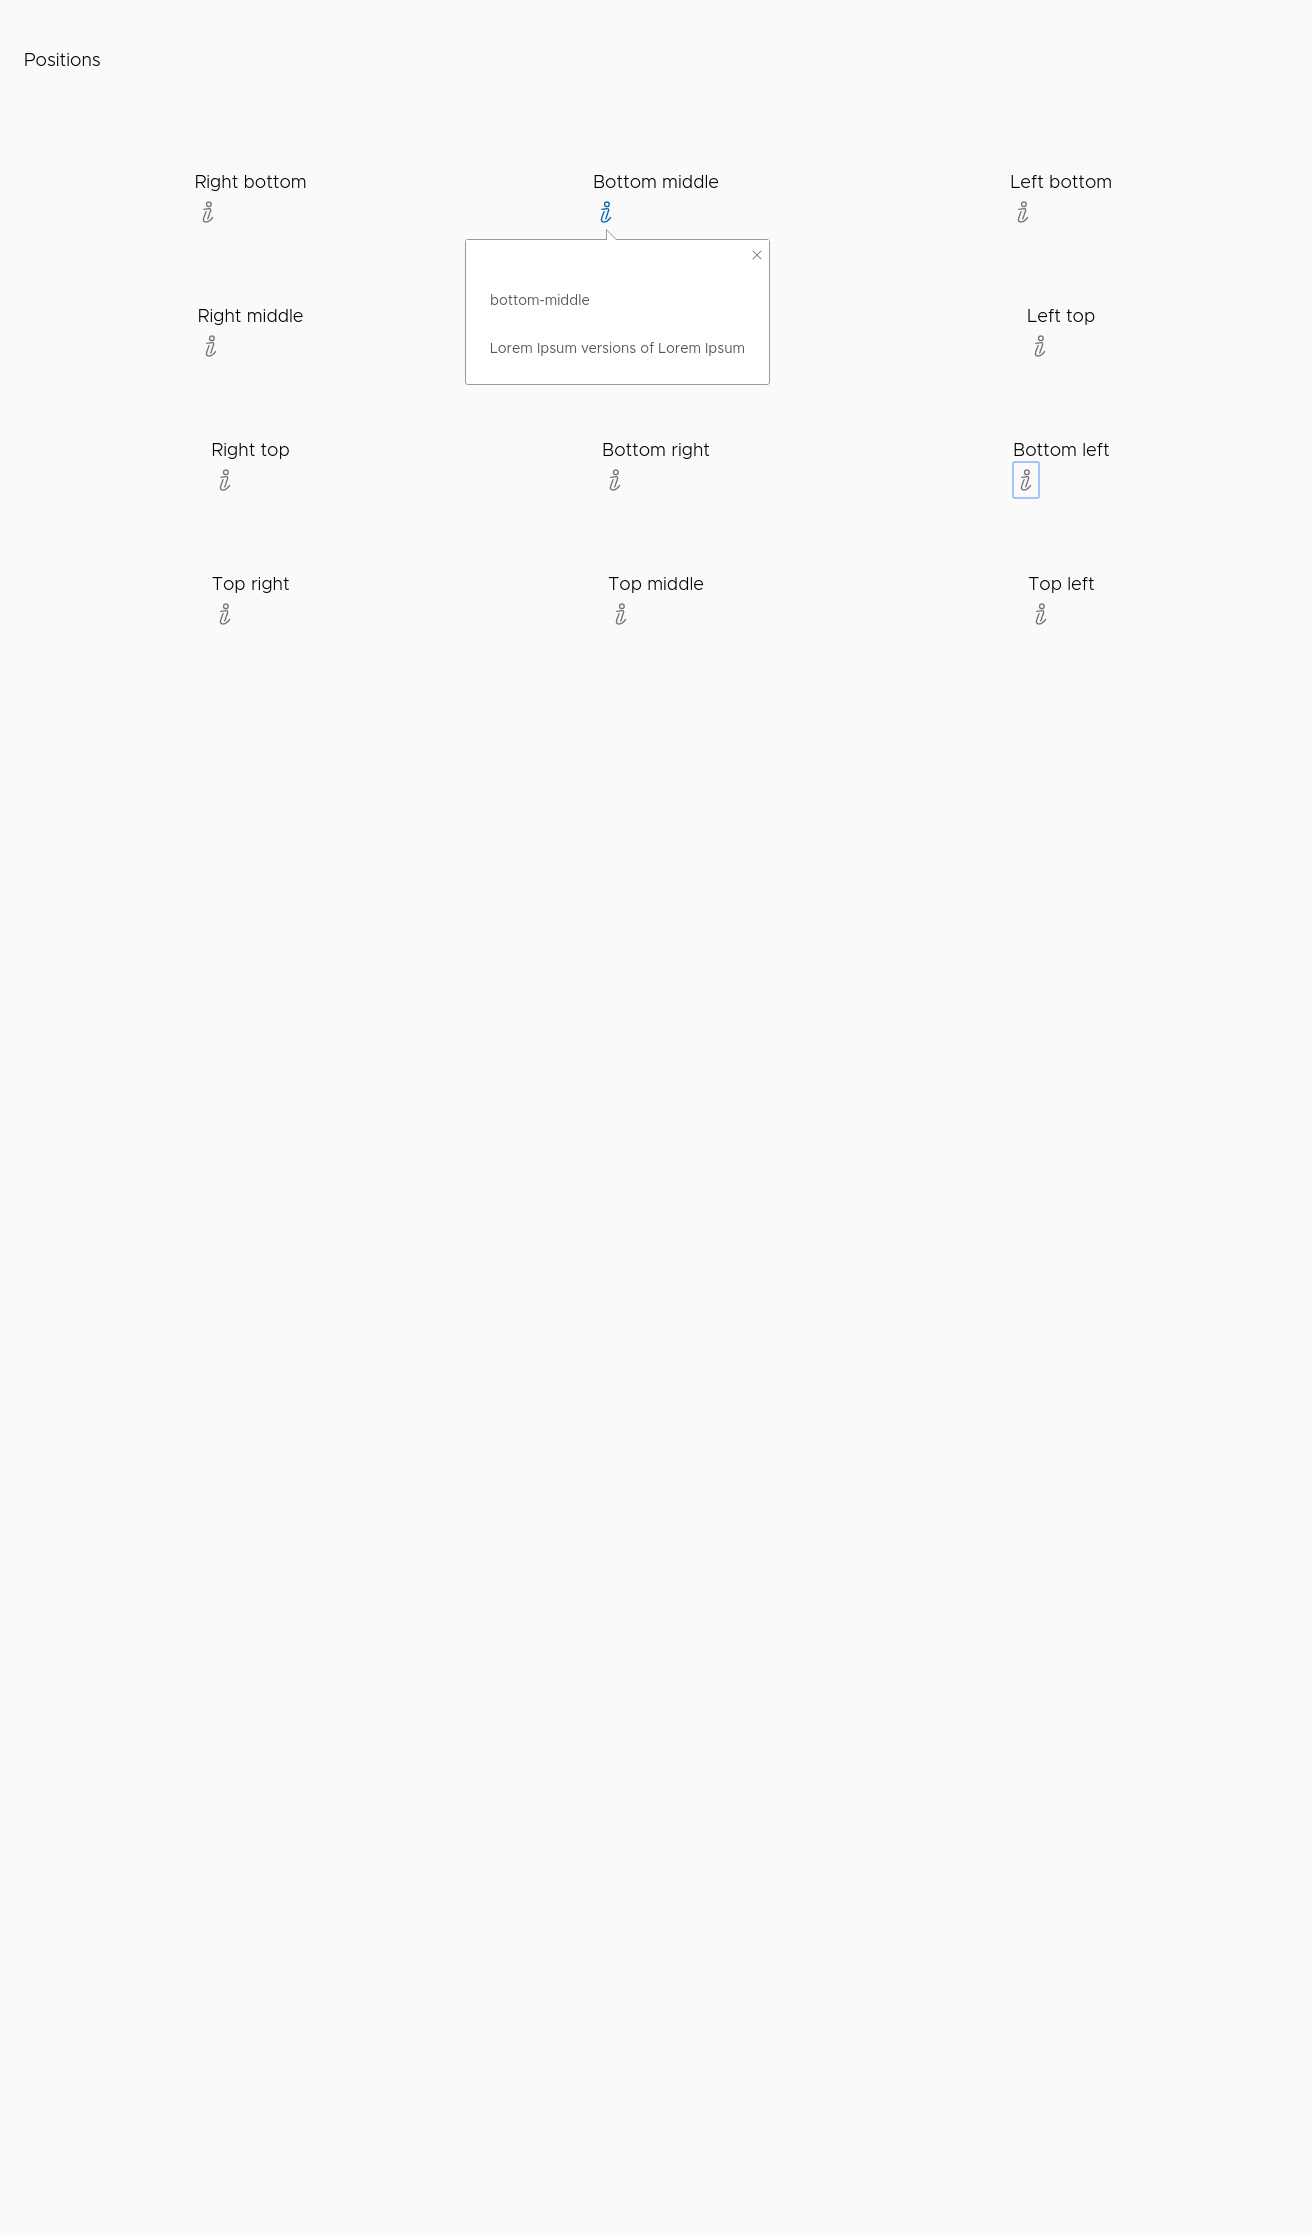 Positions
Right bottom
Bottom middle
Left bottom
bottom-middle
Lorem Ipsum versions of Lorem Ipsum
Right middle
Left top
Right top
Bottom right
Bottom left
Top right
Top middle
Top left